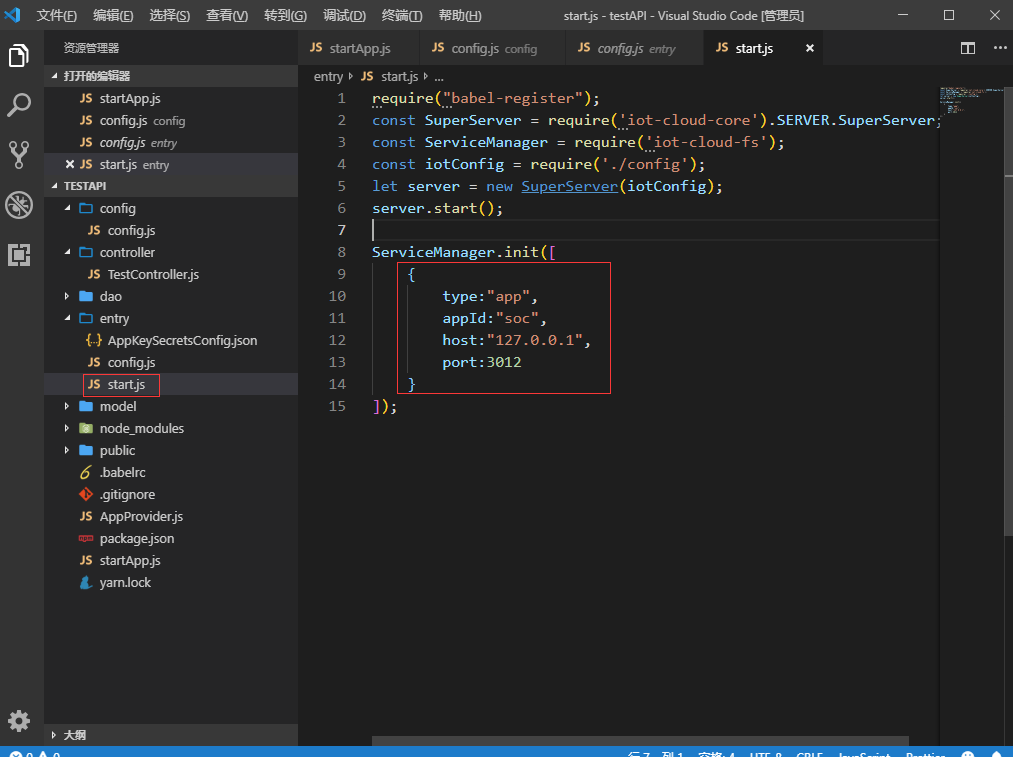 文件(F) 编辑(E) 选择(S) 查看(V) 转到(G) 调试(D) 终端(T) 帮助(H) start.js - testAPI - Visual Studio Code [管理员]
资源管理器
打开的编辑器
JS startApp.js
JS config.js config
JS config.js entry
JS start.js entry
TESTAPI
config
JS config.js
controller
JS TestController.js
dao
entry
{..} AppKeySecretsConfig.json
JS config.js
JS start.js
model
node_modules
public
.babelrc
.gitignore
JS AppProvider.js
package.json
JS startApp.js
yarn.lock
大纲
JS startApp.js JS config.js config JS config.js entry JS start.js
entry JS start.js ...
1 require("babel-register");
2 const SuperServer = require('iot-cloud-core').SERVER.SuperServer;
3 const ServiceManager = require('iot-cloud-fs');
4 const iotConfig = require('./config');
5 let server = new SuperServer(iotConfig);
6 server.start();
7
8 ServiceManager.init([
9 {
10 type:"app",
11 appId:"soc",
12 host:"127.0.0.1",
13 port:3012
14 }
15 ]);
0 0 行 7, 列 1 空格: 4 UTF-8 CRLF JavaScript Prettier